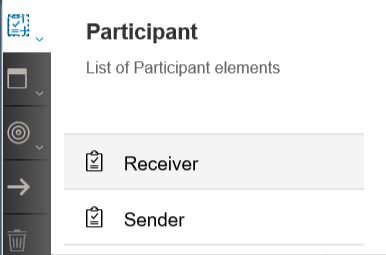 Participant
List of Participant elements
Receiver
Sender